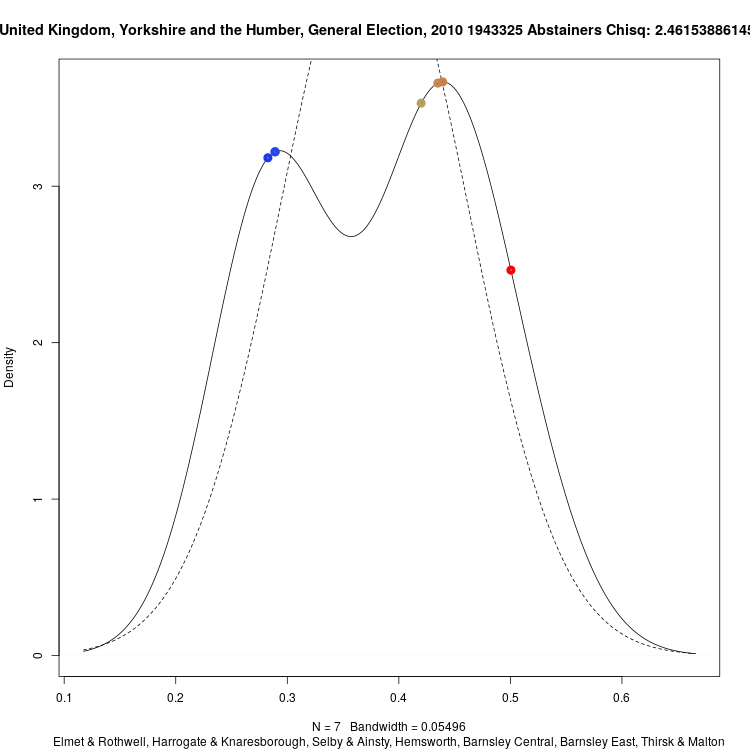 United Kingdom, Yorkshire and the Humber, General Election, 2010 1943325 Abstainers Chisq: 2.46153886145
Density
3
2
1
0
0.1 0.2 0.3 0.4 0.5 0.6
N = 7 Bandwidth = 0.05496
Elmet & Rothwell, Harrogate & Knaresborough, Selby & Ainsty, Hemsworth, Barnsley Central, Barnsley East, Thirsk & Malton